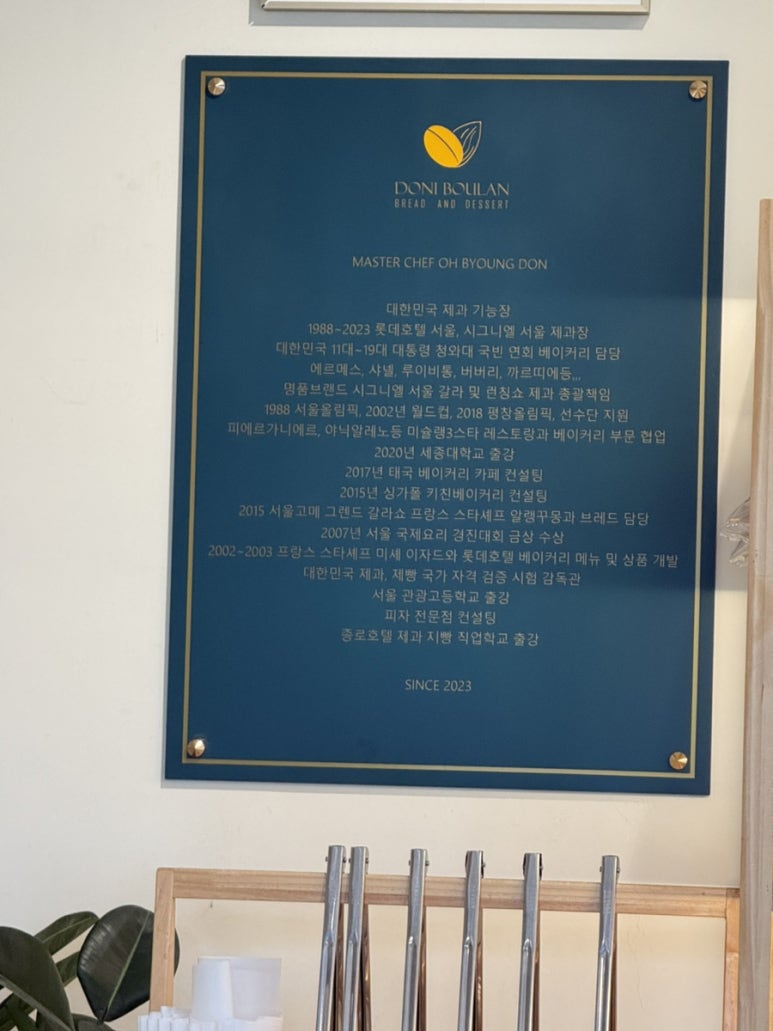 DONI BOULAN
BREAD AND DESSERT
MASTER CHEF OH BYOUNG DON
대한민국 제과 기능장
1988~2023 롯데호텔 서울, 시그니엘 서울 제과장
대한민국 11대~19대 대통령 청와대 국빈 연회 베이커리 담당
에르메스, 샤넬, 루이비통, 버버리, 까르띠에등,,,
명품브랜드 시그니엘 서울 갈라 및 런칭쇼 제과 총괄책임
1988 서울올림픽, 2002년 월드컵, 2018 평창올림픽, 선수단 지원
피에르가니에르, 야닉알레노등 미슐랭3스타 레스토랑과 베이커리 부문 협업
2020년 세종대학교 출강
2017년 태국 베이커리 카페 컨설팅
2015년 싱가폴 키친베이커리 컨설팅
2015 서울고메 그렌드 갈라쇼 프랑스 스타셰프 알랭꾸몽과 브레드 담당
2007년 서울 국제요리 경진대회 금상 수상
2002~2003 프랑스 스타셰프 미셰 이자드와 롯데호텔 베이커리 메뉴 및 상품 개발
대한민국 제과, 제빵 국가 자격 검증 시험 감독관
서울 관광고등학교 출강
피자 전문점 컨설팅
종로호텔 제과 지빵 직업학교 출강
SINCE 2023